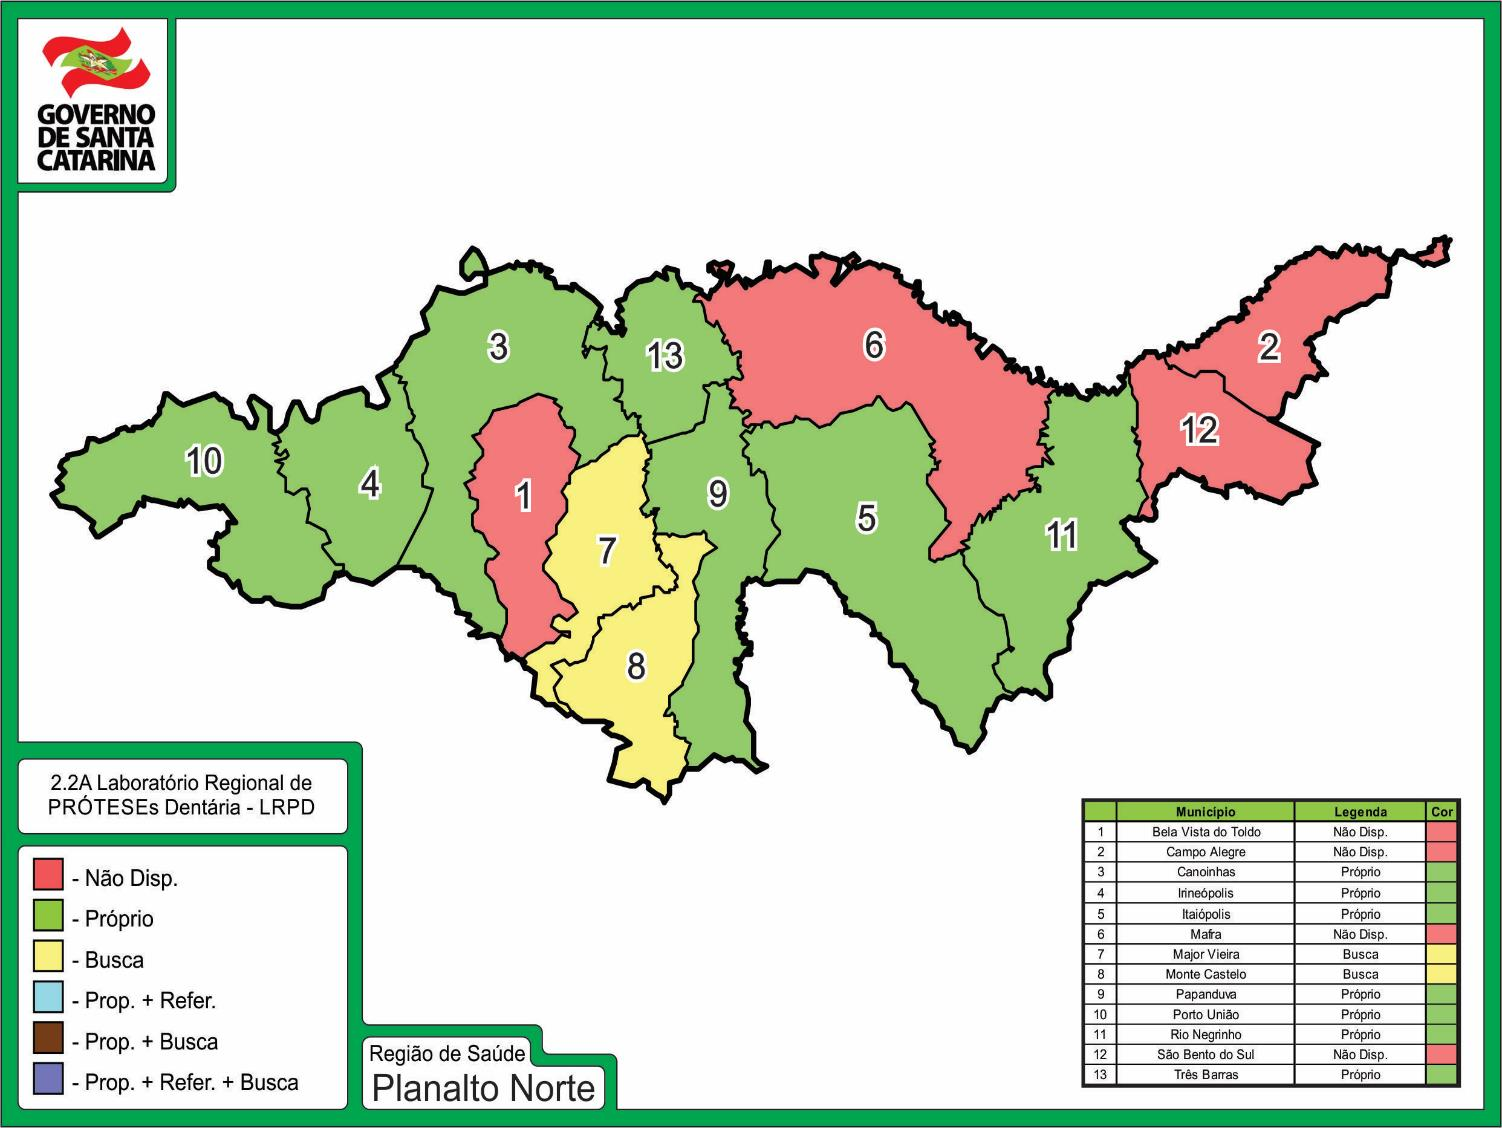 GOVERNO
DE SANTA
CATARINA
3
13
6
2
12
10
4
1
9
5
11
7
8
2.2A Laboratório Regional de
PRÓTESEs Dentária - LRPD
- Não Disp.
- Próprio
- Busca
- Prop. + Refer.
- Prop. + Busca
- Prop. + Refer. + Busca
Região de Saúde
Planalto Norte
Município Legenda Cor
1 Bela Vista do Toldo Não Disp.
2 Campo Alegre Não Disp.
3 Canoinhas Próprio
4 Irineópolis Próprio
5 Itaiópolis Próprio
6 Mafra Não Disp.
7 Major Vieira Busca
8 Monte Castelo Busca
9 Papanduva Próprio
10 Porto União Próprio
11 Rio Negrinho Próprio
12 São Bento do Sul Não Disp.
13 Três Barras Próprio